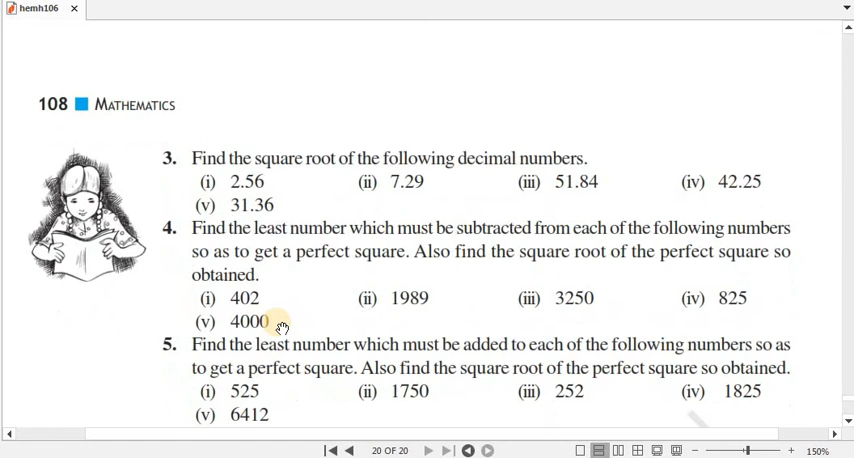 hemh106
108 MATHEMATICS
3. Find the square root of the following decimal numbers.
(i) 2.56 (ii) 7.29 (iii) 51.84 (iv) 42.25
(v) 31.36
4. Find the least number which must be subtracted from each of the following numbers
so as to get a perfect square. Also find the square root of the perfect square so
obtained.
(i) 402 (ii) 1989 (iii) 3250 (iv) 825
(v) 4000
5. Find the least number which must be added to each of the following numbers so as
to get a perfect square. Also find the square root of the perfect square so obtained.
(i) 525 (ii) 1750 (iii) 252 (iv) 1825
(v) 6412
20 OF 20 150%